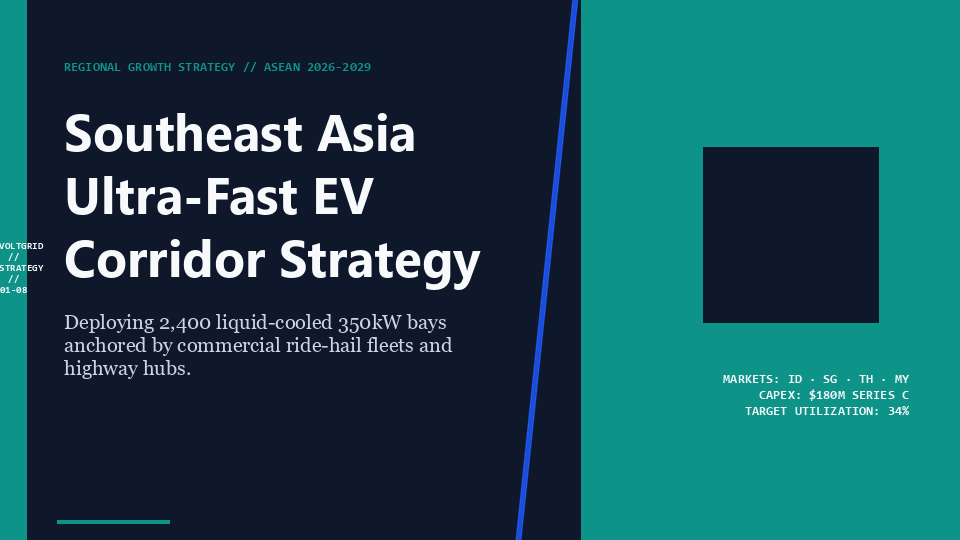 REGIONAL GROWTH STRATEGY // ASEAN 2026-2029
Southeast Asia
Ultra-Fast EV
Corridor Strategy
Deploying 2,400 liquid-cooled 350kW bays
anchored by commercial ride-hail fleets and
highway hubs.
VOLTGRID
//
STRATEGY
//
01-08
MARKETS: ID · SG · TH · MY
CAPEX: $180M SERIES C
TARGET UTILIZATION: 34%